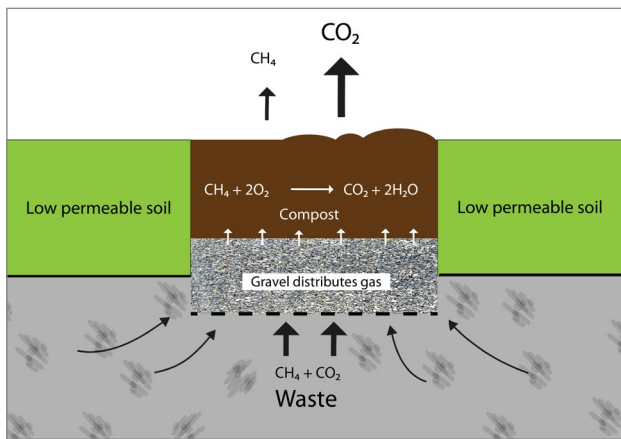 CO₂
CH₄
CH₄ + 2O₂ ⟶ CO₂ + 2H₂O
Low permeable soil
Compost
Low permeable soil
Gravel distributes gas
CH₄ + CO₂
Waste